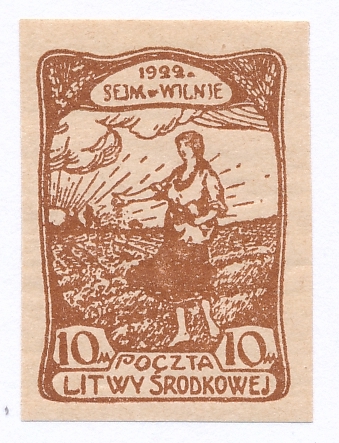 1922.
SEJM w WILNIE
10 M 10 M
POCZTA
LITWY ŚRODKOWEJ